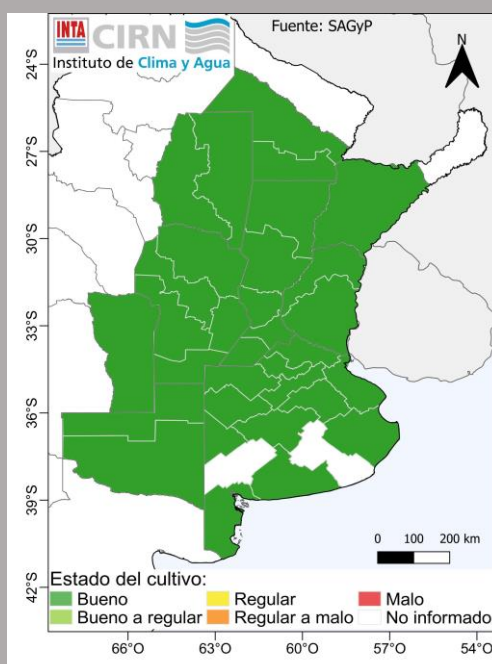 INTA CIRN
Instituto de Clima y Agua
Fuente: SAGyP
N
24°S
27°S
30°S
33°S
36°S
39°S
42°S
0 100 200 km
Estado del cultivo:
Bueno Regular Malo
Bueno a regular Regular a malo No informado
66°O 63°O 60°O 57°O 54°O